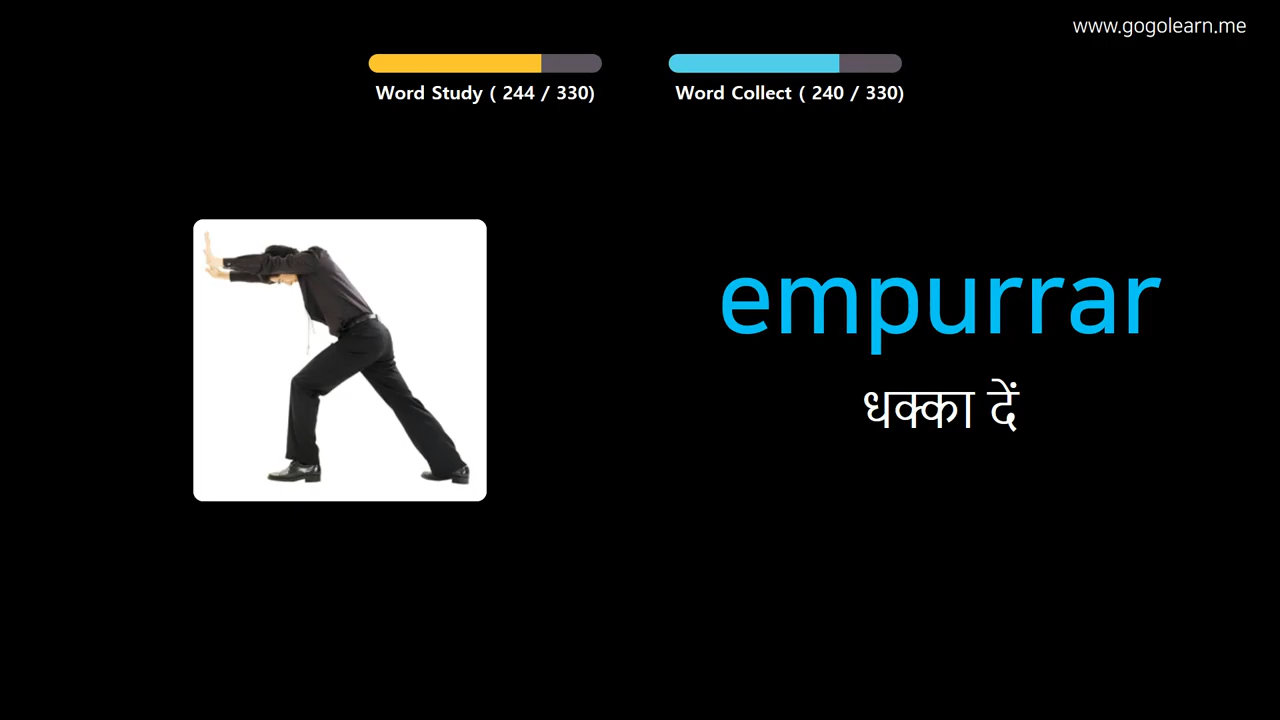 www.gogolearn.me
Word Study ( 244 / 330)
Word Collect ( 240 / 330)
empurrar
धक्का दें